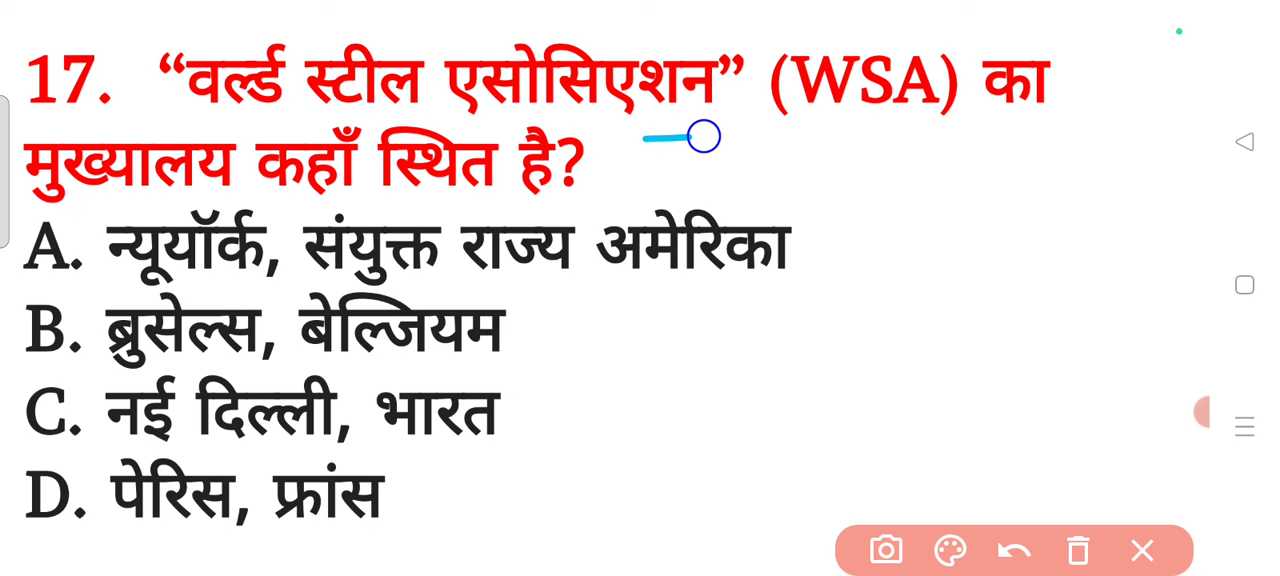 17. “वर्ल्ड स्टील एसोसिएशन” (WSA) का
मुख्यालय कहाँ स्थित है?
A. न्यूयॉर्क, संयुक्त राज्य अमेरिका
B. ब्रुसेल्स, बेल्जियम
C. नई दिल्ली, भारत
D. पेरिस, फ्रांस